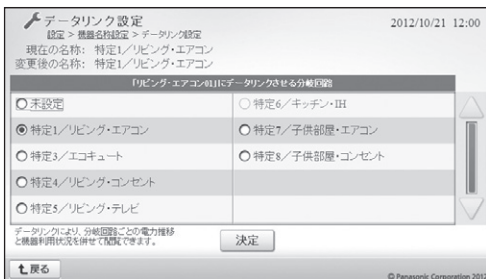 データリンク設定
2012/10/21 12:00
設定 > 機器名称設定 > データリンク設定
現在の名称: 特定1/リビング・エアコン
変更後の名称: 特定1/リビング・エアコン
「リビング・エアコン01」にデータリンクさせる分岐回路
未設定
特定6/キッチン・IH
特定1/リビング・エアコン
特定7/子供部屋・エアコン
特定3/エコキュート
特定8/子供部屋・コンセント
特定4/リビング・コンセント
特定5/リビング・テレビ
データリンクにより、分岐回路ごとの電力推移
と機器利用状況を併せて閲覧できます。
決定
戻る
© Panasonic Corporation 2012